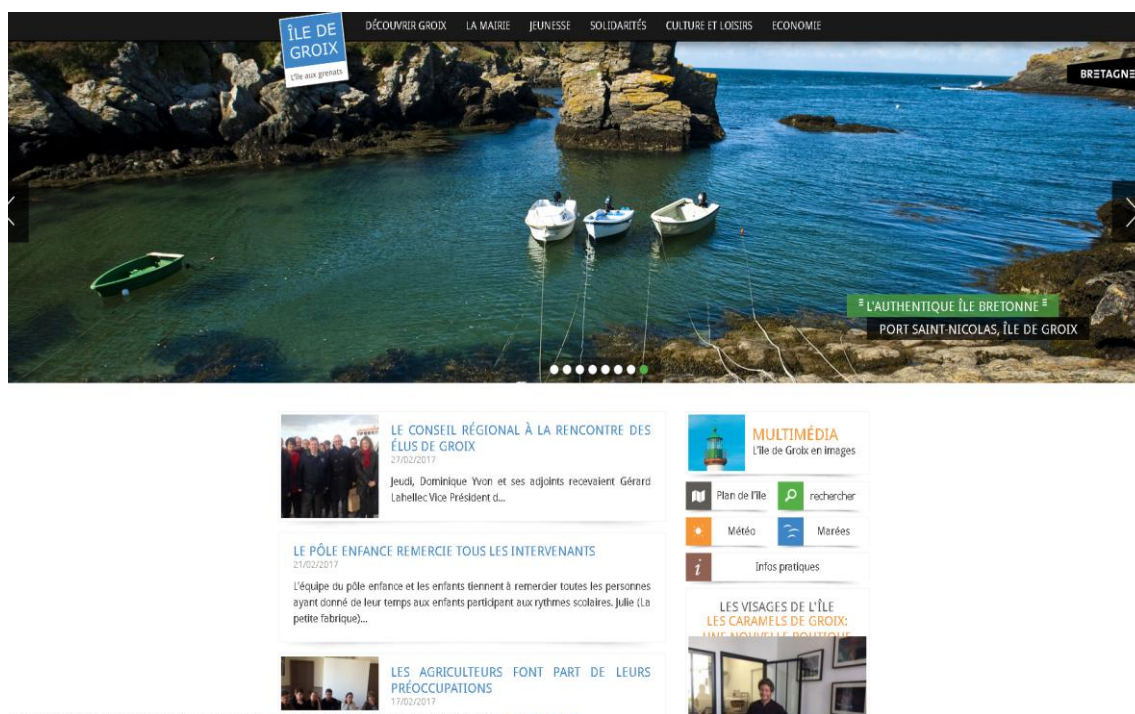 ÎLE DE
GROIX
L'île aux grenats
DÉCOUVRIR GROIX LA MAIRIE JEUNESSE SOLIDARITÉS CULTURE ET LOISIRS ECONOMIE
BRETAGNE
"L'AUTHENTIQUE ÎLE BRETONNE"
PORT SAINT-NICOLAS, ÎLE DE GROIX
LE CONSEIL RÉGIONAL À LA RENCONTRE DES
ÉLUS DE GROIX
27/02/2017
Jeudi, Dominique Yvon et ses adjoints recevaient Gérard
Lahellec Vice Président d...
LE PÔLE ENFANCE REMERCIE TOUS LES INTERVENANTS
21/02/2017
L'équipe du pôle enfance et les enfants tiennent à remercier toutes les personnes
ayant donné de leur temps aux enfants participant aux rythmes scolaires. Julie (La
petite fabrique)...
LES AGRICULTEURS FONT PART DE LEURS
PRÉOCCUPATIONS
17/02/2017
MULTIMÉDIA
L'île de Groix en images
Plan de l'île
rechercher
Météo
Marées
i Infos pratiques
LES VISAGES DE L'ÎLE
LES CARAMELS DE GROIX:
UNE NOUVELLE BOUTIQUE